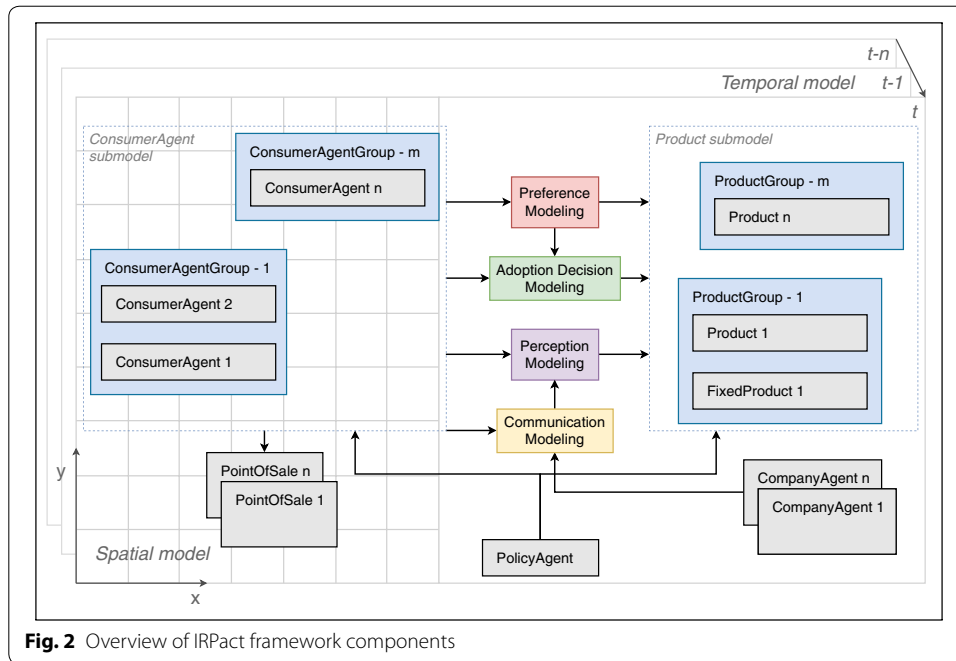 t-n
Temporal model t-1
t
ConsumerAgent
submodel
ConsumerAgentGroup - m
ConsumerAgent n
Preference
Modeling
Product submodel
ProductGroup - m
Product n
ConsumerAgentGroup - 1
ConsumerAgent 2
ConsumerAgent 1
Adoption Decision
Modeling
ProductGroup - 1
Product 1
FixedProduct 1
Perception
Modeling
Communication
Modeling
y
PointOfSale n
PointOfSale 1
CompanyAgent n
CompanyAgent 1
PolicyAgent
Spatial model
x
Fig. 2 Overview of IRPact framework components